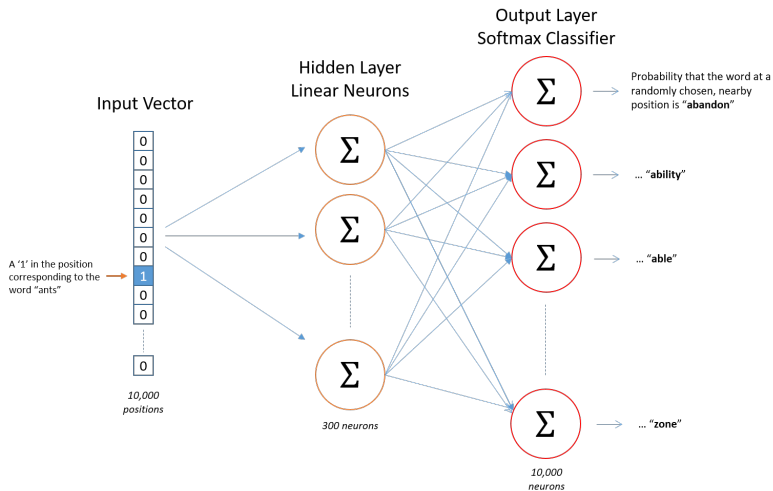 Output Layer
Softmax Classifier
Hidden Layer
Linear Neurons
Input Vector
0
0
0
0
0
0
0
1
0
0
0
A ‘1’ in the position
corresponding to the
word “ants”
10,000
positions
Σ
Σ
Σ
300 neurons
Σ
Σ
Σ
Σ
10,000
neurons
Probability that the word at a
randomly chosen, nearby
position is “abandon”
... “ability”
... “able”
... “zone”